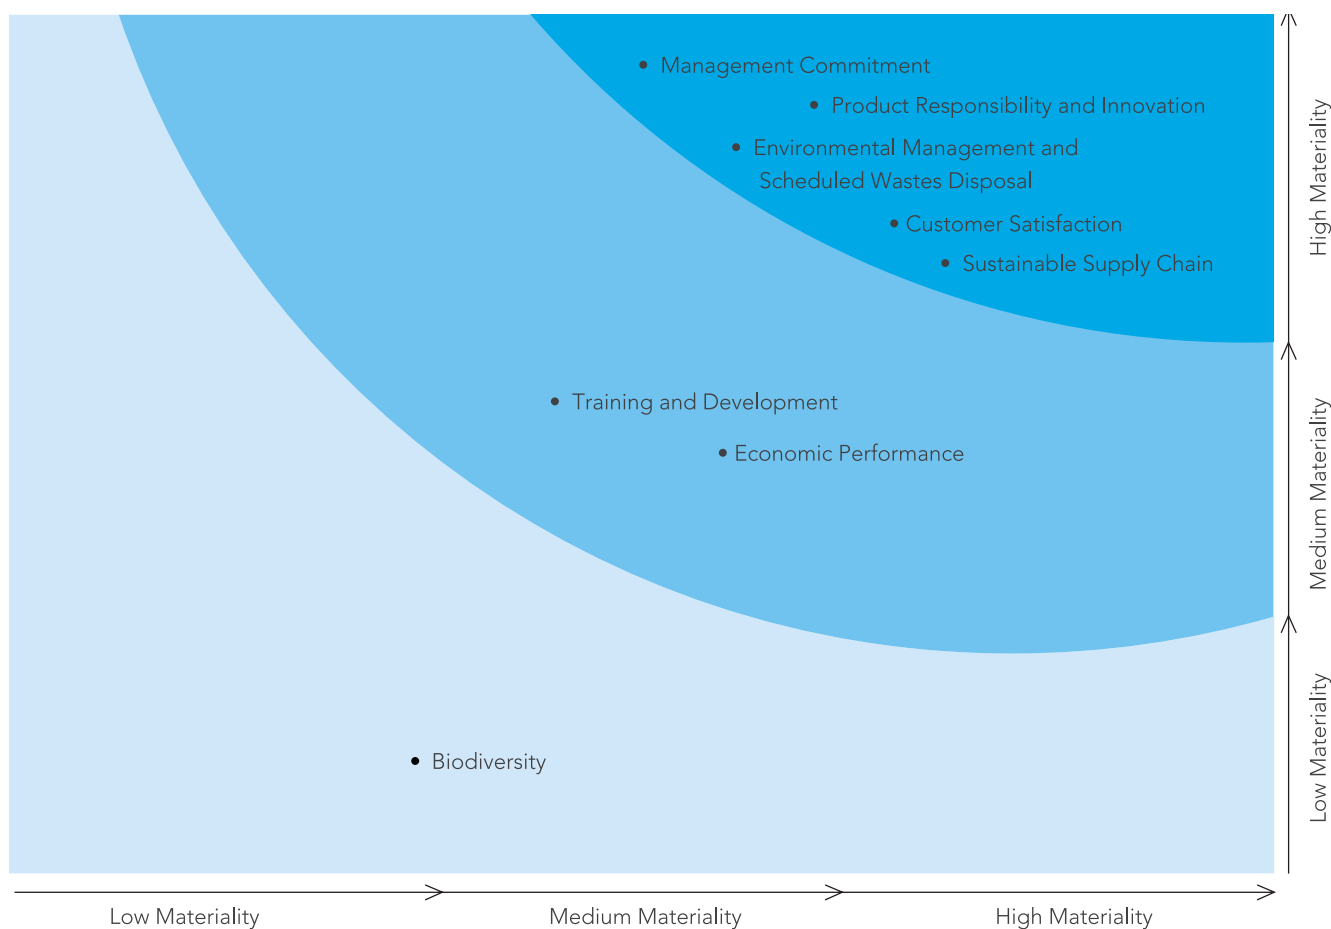 • Management Commitment
• Product Responsibility and Innovation
• Environmental Management and
Scheduled Wastes Disposal
• Customer Satisfaction
• Sustainable Supply Chain
• Training and Development
• Economic Performance
• Biodiversity
High Materiality
Medium Materiality
Low Materiality
Low Materiality
Medium Materiality
High Materiality